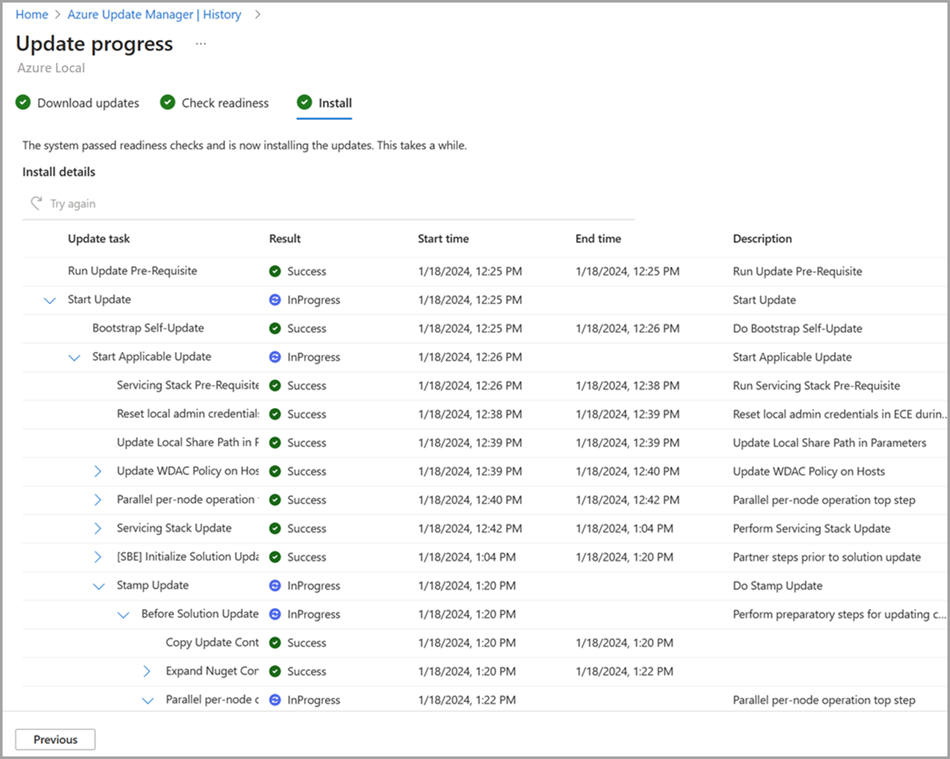 Home > Azure Update Manager | History >
Update progress ...
Azure Local
Download updates Check readiness Install
The system passed readiness checks and is now installing the updates. This takes a while.
Install details
Try again
Update task Result Start time End time Description
Run Update Pre-Requisite Success 1/18/2024, 12:25 PM 1/18/2024, 12:25 PM Run Update Pre-Requisite
Start Update InProgress 1/18/2024, 12:25 PM Start Update
Bootstrap Self-Update Success 1/18/2024, 12:25 PM 1/18/2024, 12:26 PM Do Bootstrap Self-Update
Start Applicable Update InProgress 1/18/2024, 12:26 PM Start Applicable Update
Servicing Stack Pre-Requisite Success 1/18/2024, 12:26 PM 1/18/2024, 12:38 PM Run Servicing Stack Pre-Requisite
Reset local admin credentials Success 1/18/2024, 12:38 PM 1/18/2024, 12:39 PM Reset local admin credentials in ECE durin...
Update Local Share Path in F Success 1/18/2024, 12:39 PM 1/18/2024, 12:39 PM Update Local Share Path in Parameters
Update WDAC Policy on Hos Success 1/18/2024, 12:39 PM 1/18/2024, 12:40 PM Update WDAC Policy on Hosts
Parallel per-node operation Success 1/18/2024, 12:40 PM 1/18/2024, 12:42 PM Parallel per-node operation top step
Servicing Stack Update Success 1/18/2024, 12:42 PM 1/18/2024, 1:04 PM Perform Servicing Stack Update
[SBE] Initialize Solution Upda Success 1/18/2024, 1:04 PM 1/18/2024, 1:20 PM Partner steps prior to solution update
Stamp Update InProgress 1/18/2024, 1:20 PM Do Stamp Update
Before Solution Update InProgress 1/18/2024, 1:20 PM Perform preparatory steps for updating c...
Copy Update Cont Success 1/18/2024, 1:20 PM 1/18/2024, 1:20 PM
Expand Nuget Cor Success 1/18/2024, 1:20 PM 1/18/2024, 1:22 PM
Parallel per-node c InProgress 1/18/2024, 1:22 PM Parallel per-node operation top step
Previous